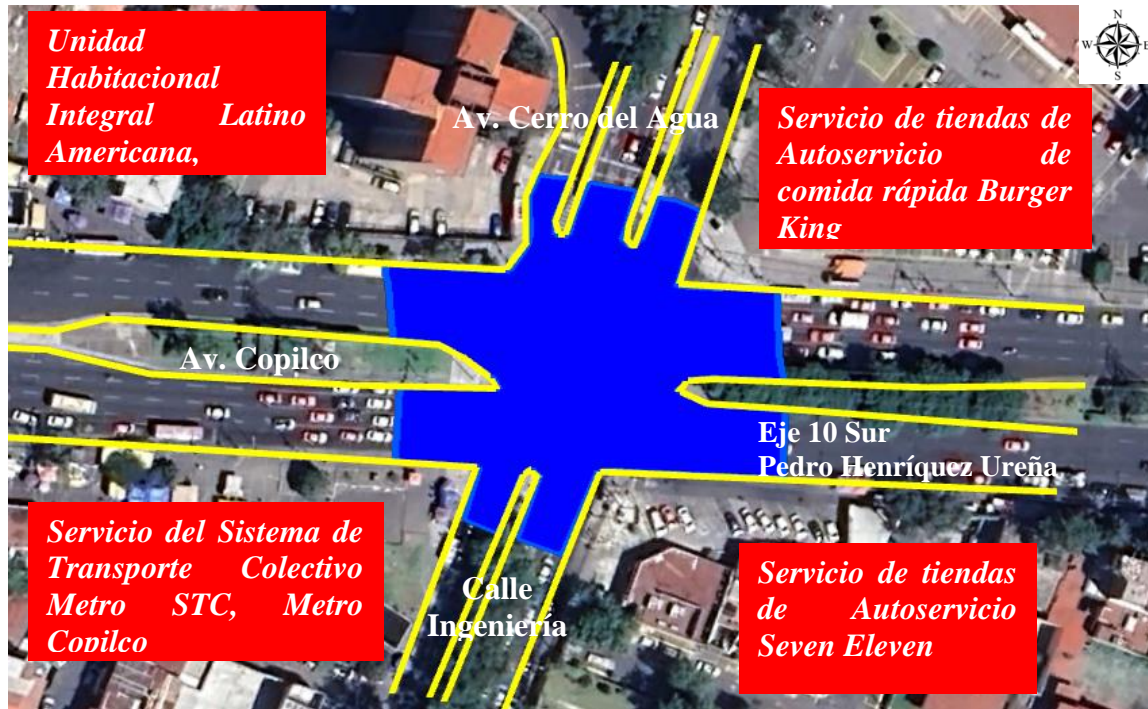 Unidad
Habitacional
Integral Latino
Americana,
Av. Cerro del Agua
Servicio de tiendas de
Autoservicio de
comida rápida Burger
King
N
W E
S
Av. Copilco
Eje 10 Sur
Pedro Henríquez Ureña
Servicio del Sistema de
Transporte Colectivo
Metro STC, Metro
Copilco
Calle
Ingeniería
Servicio de tiendas
de Autoservicio
Seven Eleven